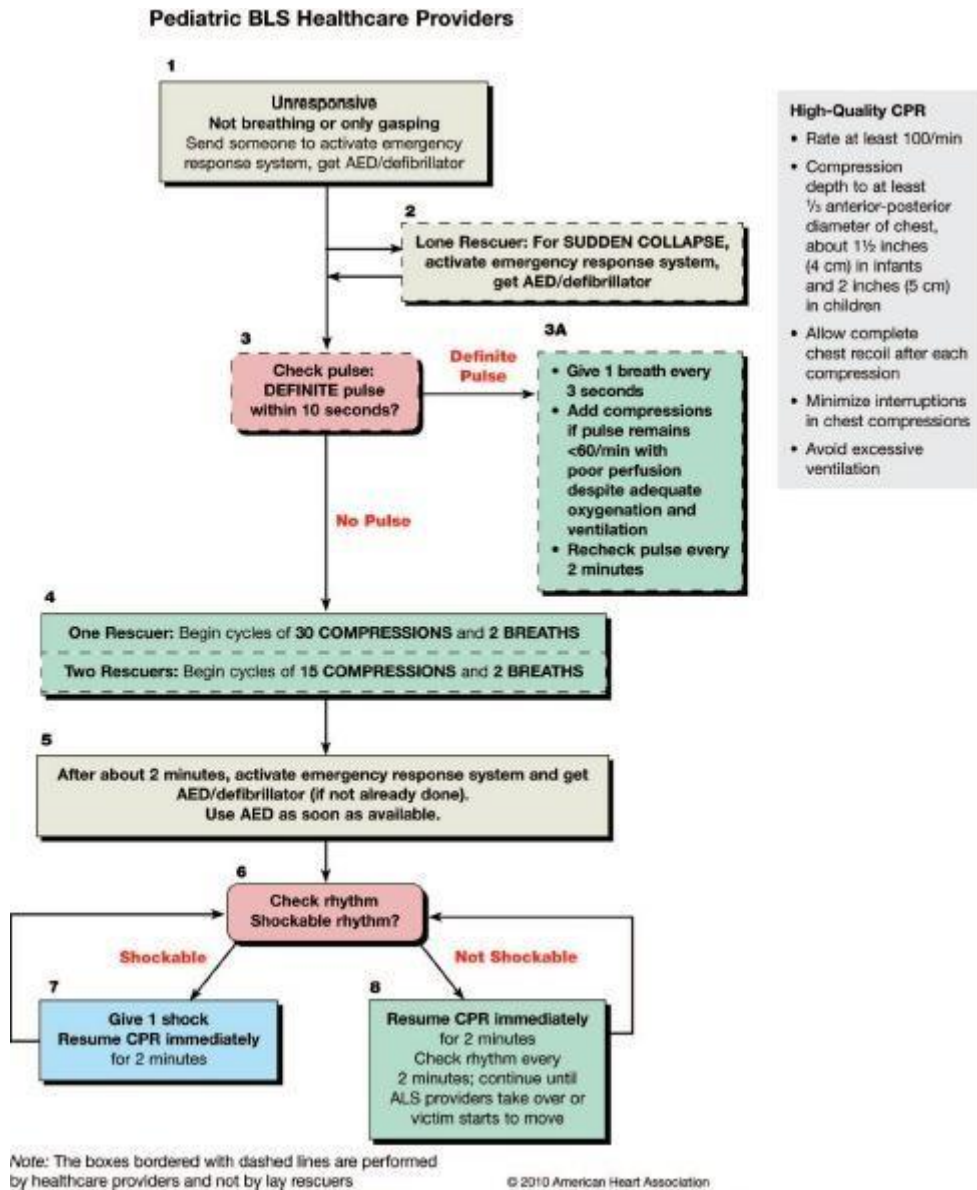 Pediatric BLS Healthcare Providers
1
Unresponsive
Not breathing or only gasping
Send someone to activate emergency
response system, get AED/defibrillator
2
Lone Rescuer: For SUDDEN COLLAPSE,
activate emergency response system,
get AED/defibrillator
3
Check pulse:
DEFINITE pulse
within 10 seconds?
Definite
Pulse
3A
• Give 1 breath every
3 seconds
• Add compressions
if pulse remains
<60/min with
poor perfusion
despite adequate
oxygenation and
ventilation
• Recheck pulse every
2 minutes
No Pulse
4
One Rescuer: Begin cycles of 30 COMPRESSIONS and 2 BREATHS
Two Rescuers: Begin cycles of 15 COMPRESSIONS and 2 BREATHS
5
After about 2 minutes, activate emergency response system and get
AED/defibrillator (if not already done).
Use AED as soon as available.
6
Check rhythm
Shockable rhythm?
Shockable
Not Shockable
7
Give 1 shock
Resume CPR immediately
for 2 minutes
8
Resume CPR immediately
for 2 minutes
Check rhythm every
2 minutes; continue until
ALS providers take over or
victim starts to move
High-Quality CPR
• Rate at least 100/min
• Compression
depth to at least
⅓ anterior-posterior
diameter of chest,
about 1½ inches
(4 cm) in infants
and 2 inches (5 cm)
in children
• Allow complete
chest recoil after each
compression
• Minimize interruptions
in chest compressions
• Avoid excessive
ventilation
Note: The boxes bordered with dashed lines are performed
by healthcare providers and not by lay rescuers
© 2010 American Heart Association